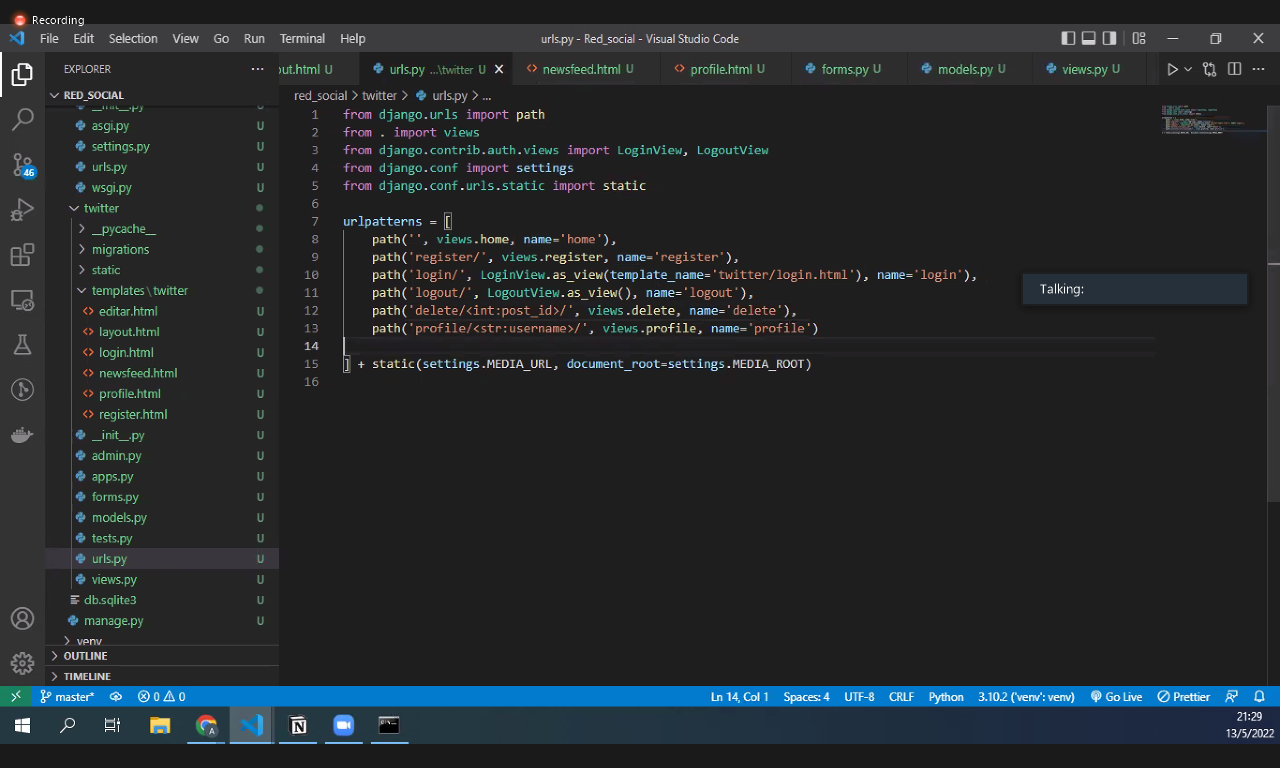 Recording
File Edit Selection View Go Run Terminal Help
urls.py - Red_social - Visual Studio Code
EXPLORER
out.html U
urls.py ...\twitter U
newsfeed.html U
profile.html U
forms.py U
models.py U
views.py U
RED_SOCIAL
red_social > twitter > urls.py > ...
__init__.py U
asgi.py U
settings.py U
urls.py U
wsgi.py U
twitter
__pycache__
migrations
static
templates\twitter
editar.html U
layout.html U
login.html U
newsfeed.html U
profile.html U
register.html U
__init__.py U
admin.py U
apps.py U
forms.py U
models.py U
tests.py U
urls.py U
views.py U
db.sqlite3 U
manage.py U
venv
OUTLINE
TIMELINE
46
1 from django.urls import path
2 from . import views
3 from django.contrib.auth.views import LoginView, LogoutView
4 from django.conf import settings
5 from django.conf.urls.static import static
6
7 urlpatterns = [
8 path('', views.home, name='home'),
9 path('register/', views.register, name='register'),
10 path('login/', LoginView.as_view(template_name='twitter/login.html'), name='login'),
11 path('logout/', LogoutView.as_view(), name='logout'),
12 path('delete/<int:post_id>/', views.delete, name='delete'),
13 path('profile/<str:username>/', views.profile, name='profile')
14
15 ] + static(settings.MEDIA_URL, document_root=settings.MEDIA_ROOT)
16
Talking:
master* 0 0
Ln 14, Col 1 Spaces: 4 UTF-8 CRLF Python 3.10.2 ('venv': venv) Go Live Prettier
21:29
13/5/2022